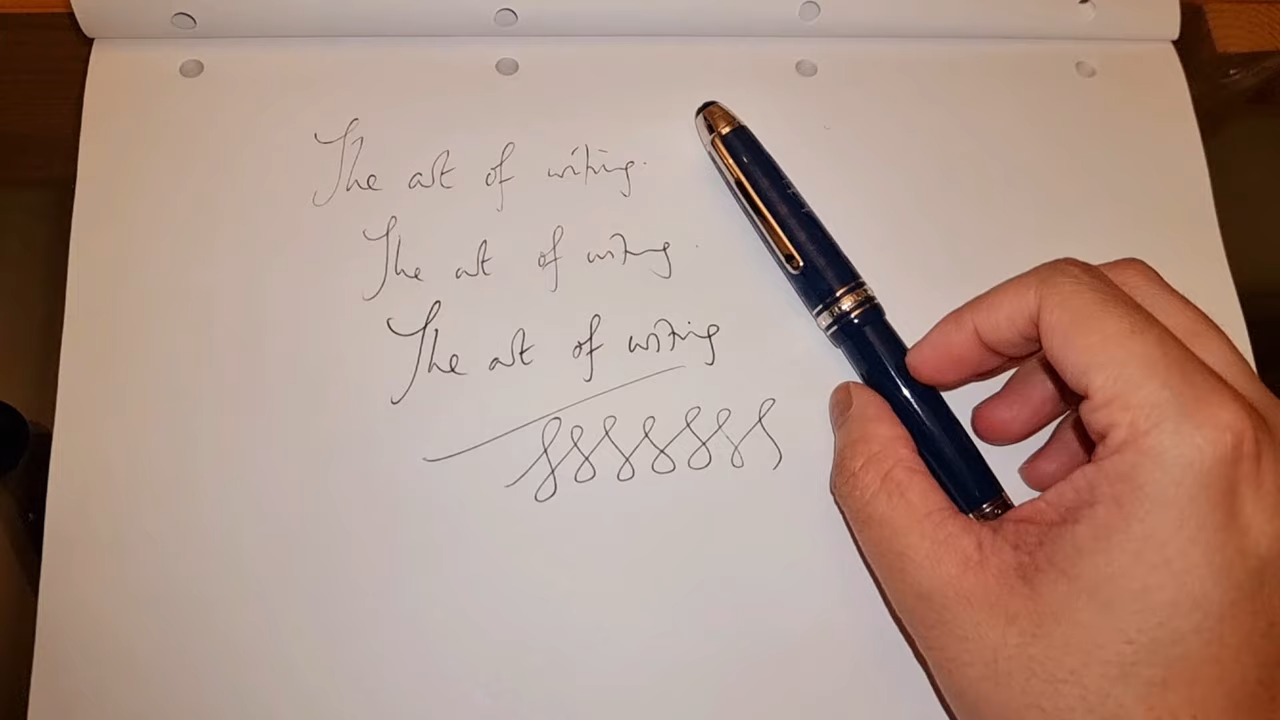 The art of writing.
The art of writing.
The art of writing